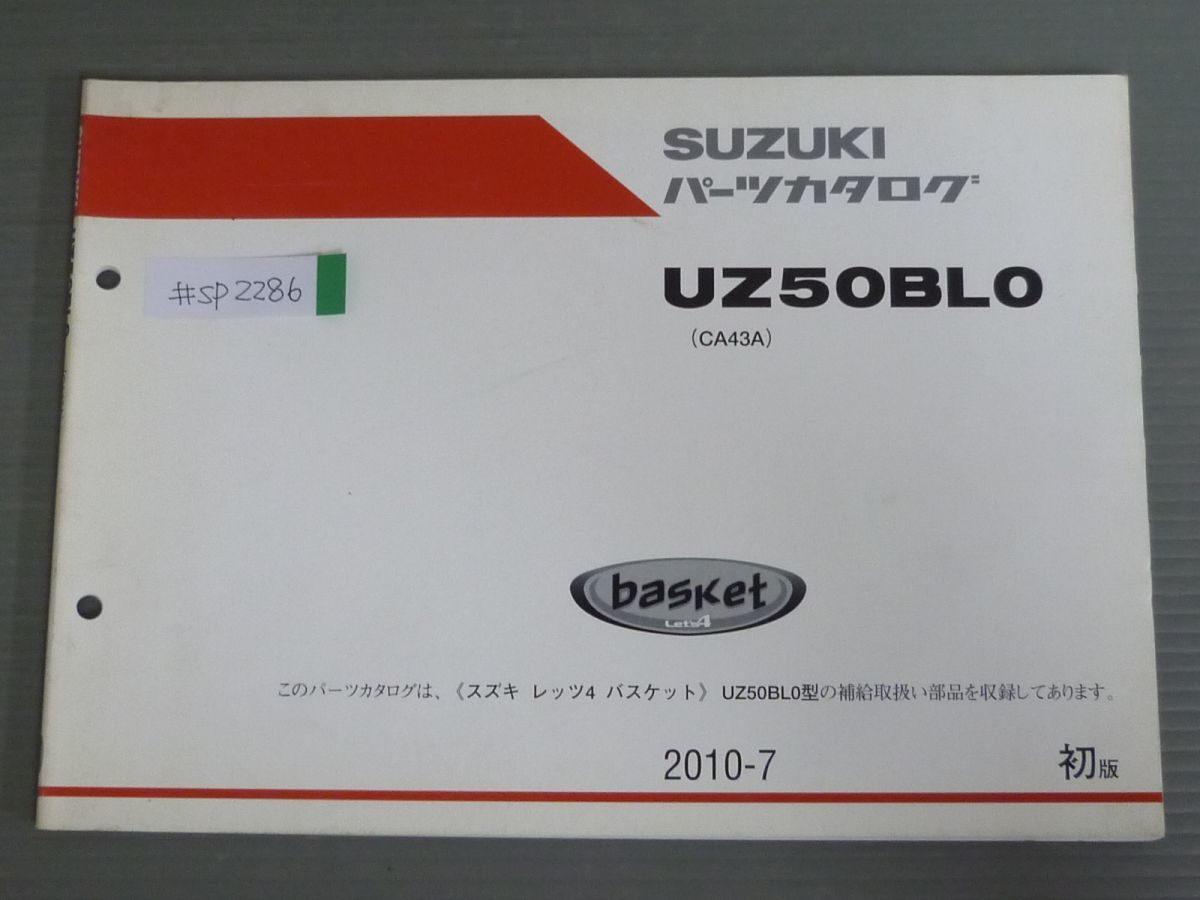 SUZUKI
パーツカタログ
#SP2286
UZ50BL0
（CA43A）
basket
Let's4
このパーツカタログは、《スズキ レッツ4 バスケット》 UZ50BL0型の補給取扱い部品を収録してあります。
2010-7 初版